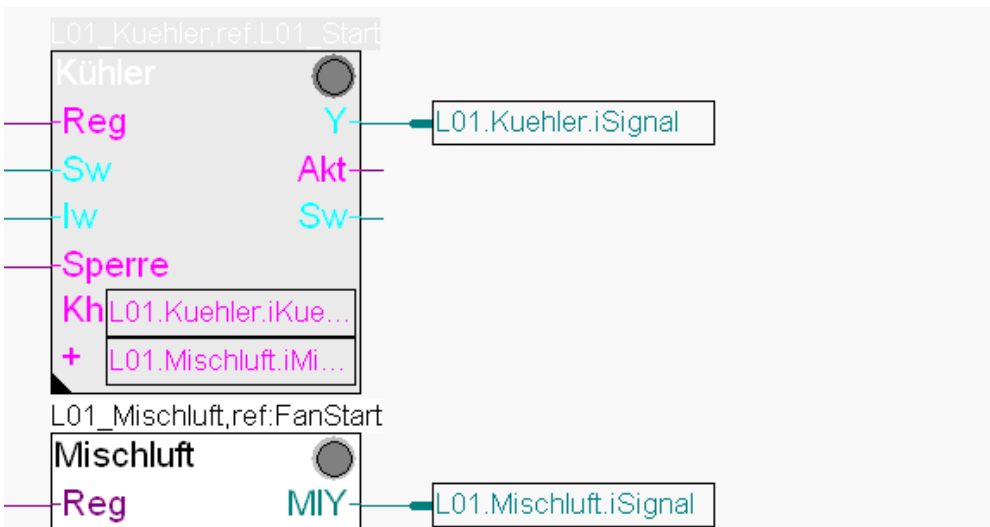 L01_Kuehler,ref:L01_Start
Kühler
Reg Y L01.Kuehler.iSignal
Sw Akt
Iw Sw
Sperre
Kh L01.Kuehler.iKue...
+ L01.Mischluft.iMi...
L01_Mischluft,ref:FanStart
Mischluft
Reg MIY L01.Mischluft.iSignal